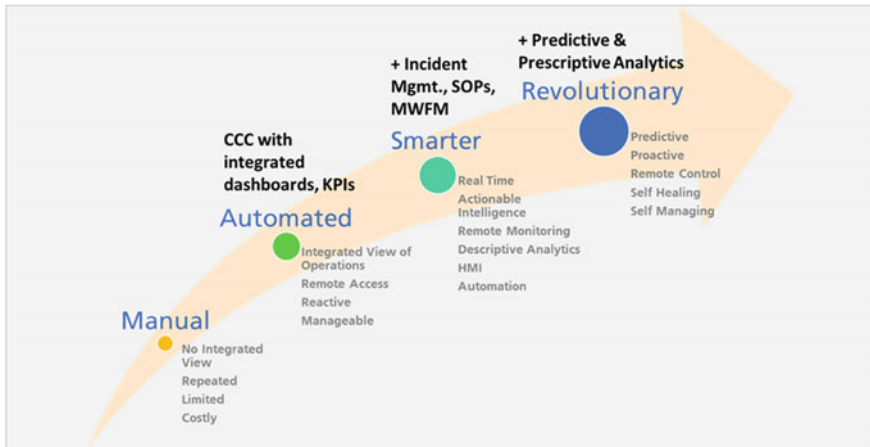 + Predictive &
Prescriptive Analytics
Revolutionary
Predictive
Proactive
Remote Control
Self Healing
Self Managing
+ Incident
Mgmt., SOPs,
MWFM
Smarter
Real Time
Actionable
Intelligence
Remote Monitoring
Descriptive Analytics
HMI
Automation
CCC with
integrated
dashboards, KPIs
Automated
Integrated View of
Operations
Remote Access
Reactive
Manageable
Manual
No Integrated
View
Repeated
Limited
Costly